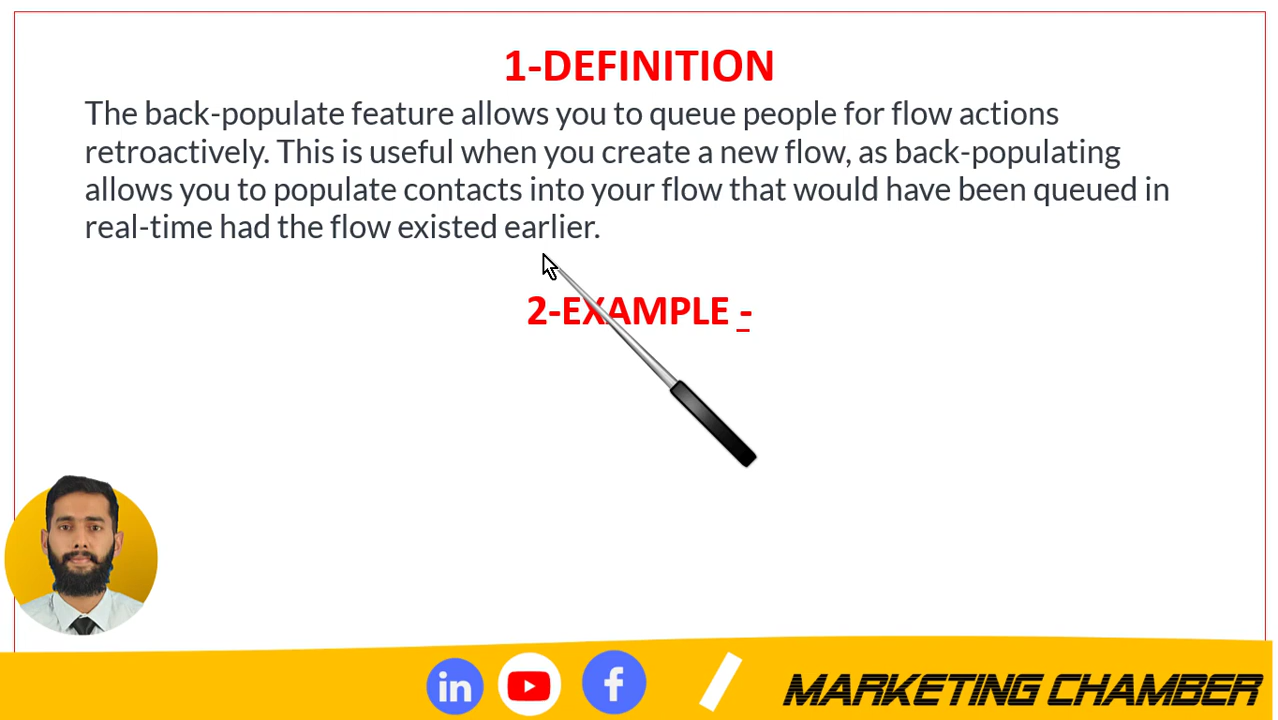 1-DEFINITION
The back-populate feature allows you to queue people for flow actions
retroactively. This is useful when you create a new flow, as back-populating
allows you to populate contacts into your flow that would have been queued in
real-time had the flow existed earlier.
2-EXAMPLE -
in
f
MARKETING CHAMBER